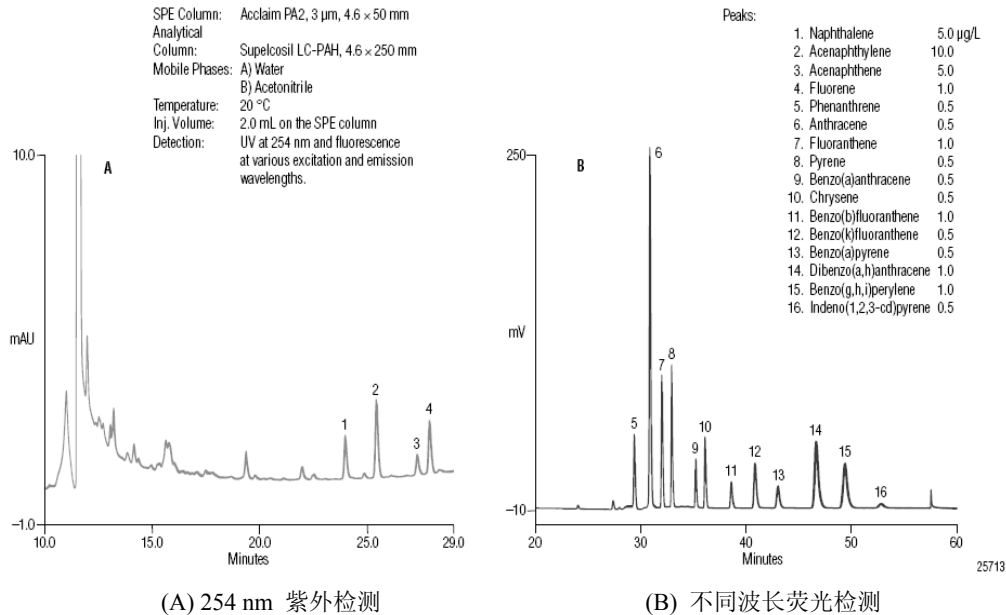 SPE Column: Acclaim PA2, 3 µm, 4.6 × 50 mm
Analytical
Column: Supelcosil LC-PAH, 4.6 × 250 mm
Mobile Phases: A) Water
B) Acetonitrile
Temperature: 20 °C
Inj. Volume: 2.0 mL on the SPE column
Detection: UV at 254 nm and fluorescence
at various excitation and emission
wavelengths.
10.0
A
mAU
1
2
3
4
–1.0
10.0 15.0 20.0 25.0 29.0
Minutes
Peaks:
1. Naphthalene 5.0 µg/L
2. Acenaphthylene 10.0
3. Acenaphthene 5.0
4. Fluorene 1.0
5. Phenanthrene 0.5
6. Anthracene 0.5
7. Fluoranthene 1.0
8. Pyrene 0.5
9. Benzo(a)anthracene 0.5
10. Chrysene 0.5
11. Benzo(b)fluoranthene 1.0
12. Benzo(k)fluoranthene 0.5
13. Benzo(a)pyrene 0.5
14. Dibenzo(a,h)anthracene 1.0
15. Benzo(g,h,i)perylene 1.0
16. Indeno(1,2,3-cd)pyrene 0.5
250
B
mV
5
6
7
8
9
10
11
12
13
14
15
16
–10
20 30 40 50 60
Minutes
25713
(A) 254 nm 紫外检测
(B) 不同波长荧光检测